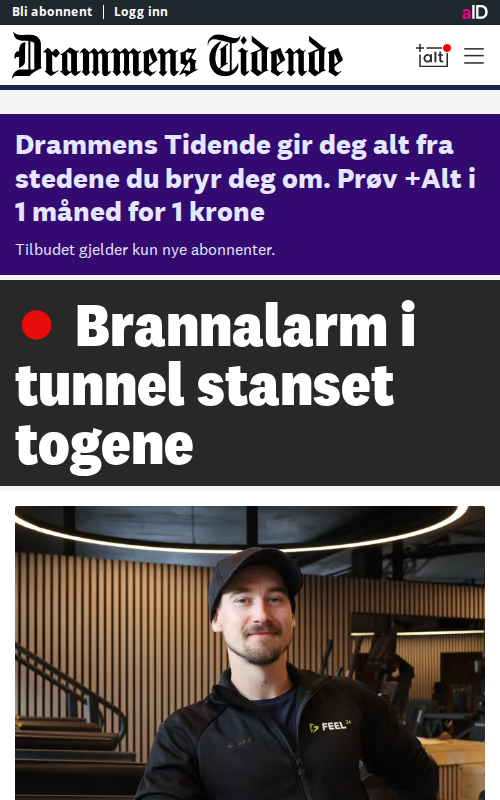 Bli abonnent
Logg inn
aID
Drammens Tidende
+alt
Drammens Tidende gir deg alt fra
stedene du bryr deg om. Prøv +Alt i
1 måned for 1 krone
Tilbudet gjelder kun nye abonnenter.
Brannalarm i
tunnel stanset
togene
FEEL24